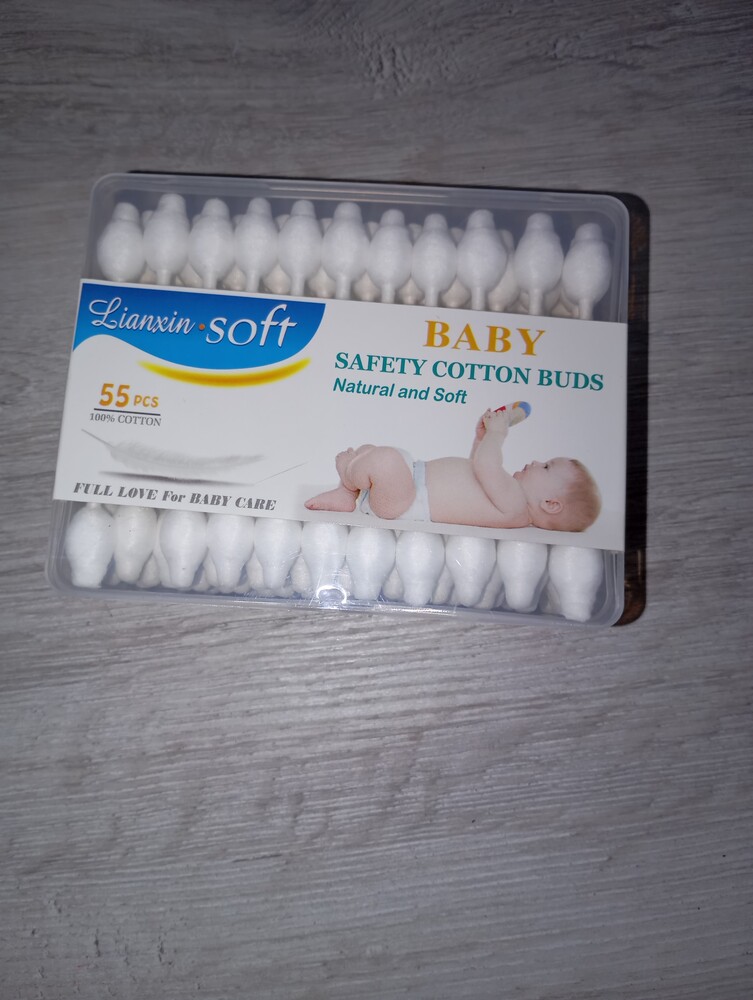 Lianxin·soft
BABY
SAFETY COTTON BUDS
Natural and Soft
55 PCS
100% COTTON
FULL LOVE For BABY CARE